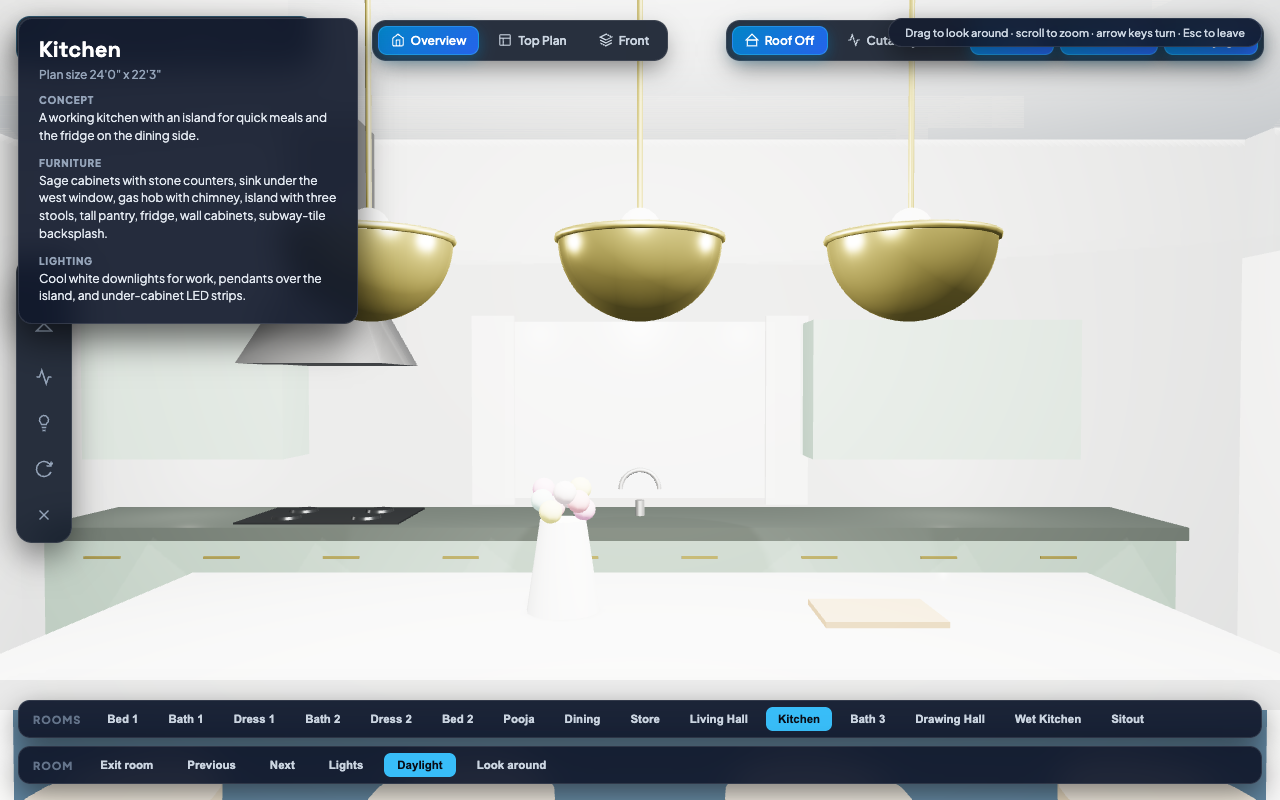 Kitchen
Plan size 24'0" x 22'3"
CONCEPT
A working kitchen with an island for quick meals and
the fridge on the dining side.
FURNITURE
Sage cabinets with stone counters, sink under the
west window, gas hob with chimney, island with three
stools, tall pantry, fridge, wall cabinets, subway-tile
backsplash.
LIGHTING
Cool white downlights for work, pendants over the
island, and under-cabinet LED strips.
Overview Top Plan Front
Roof Off
Drag to look around · scroll to zoom · arrow keys turn · Esc to leave
ROOMS Bed 1 Bath 1 Dress 1 Bath 2 Dress 2 Bed 2 Pooja Dining Store Living Hall Kitchen Bath 3 Drawing Hall Wet Kitchen Sitout
ROOM Exit room Previous Next Lights Daylight Look around